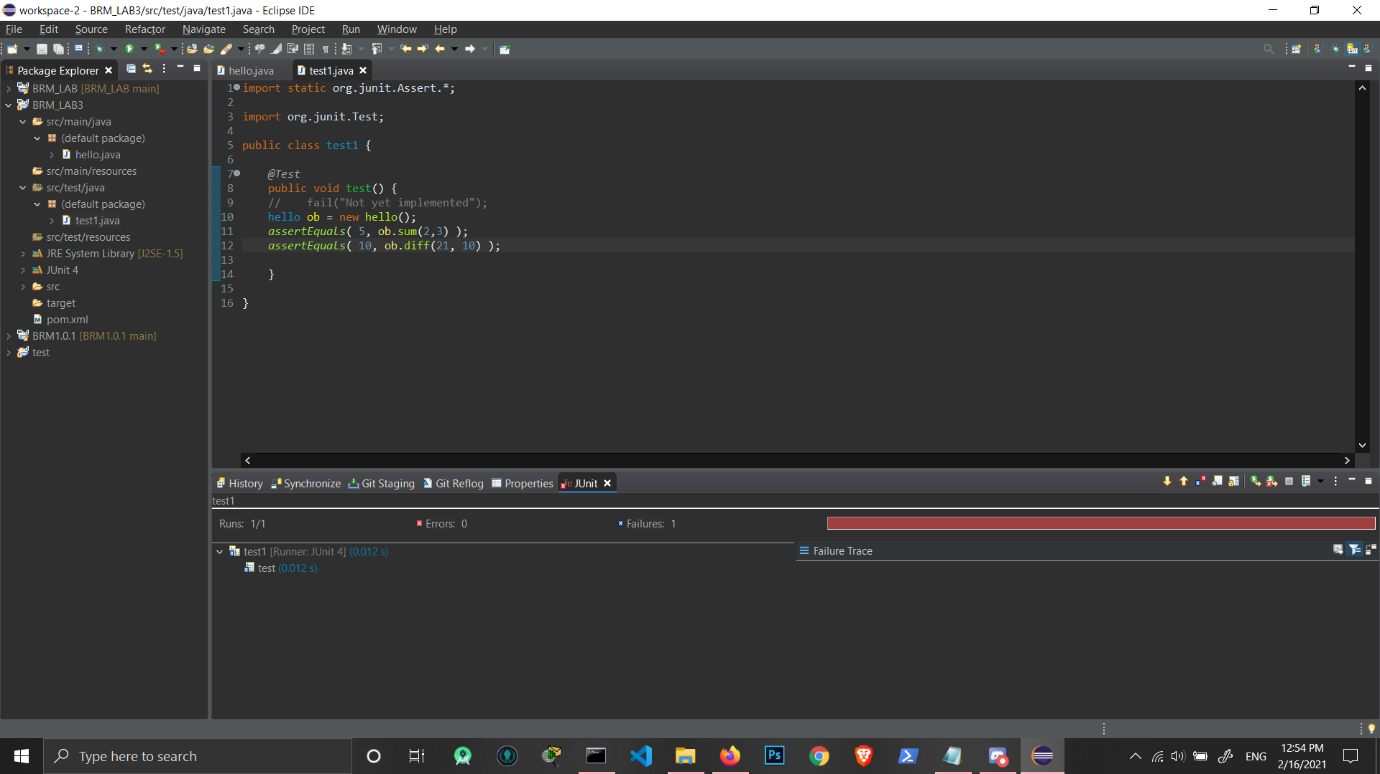 workspace-2 - BRM_LAB3/src/test/java/test1.java - Eclipse IDE
File Edit Source Refactor Navigate Search Project Run Window Help
Package Explorer
BRM_LAB [BRM_LAB main]
BRM_LAB3
src/main/java
(default package)
hello.java
src/main/resources
src/test/java
(default package)
test1.java
src/test/resources
JRE System Library [J2SE-1.5]
JUnit 4
src
target
pom.xml
BRM1.0.1 [BRM1.0.1 main]
test
hello.java test1.java
1 import static org.junit.Assert.*;
2
3 import org.junit.Test;
4
5 public class test1 {
6
7 @Test
8 public void test() {
9 // fail("Not yet implemented");
10 hello ob = new hello();
11 assertEquals( 5, ob.sum(2,3) );
12 assertEquals( 10, ob.diff(21, 10) );
13
14 }
15
16 }
History Synchronize Git Staging Git Reflog Properties JUnit
test1
Runs: 1/1 Errors: 0 Failures: 1
test1 [Runner: JUnit 4] (0.012 s)
test (0.012 s)
Failure Trace
Type here to search
Ps
ENG
12:54 PM
2/16/2021